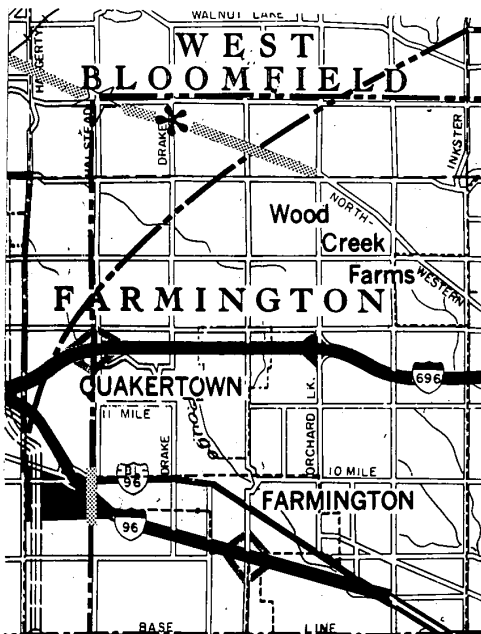 WALNUT LAKE
WEST
BLOOMFIELD
HAGGERTY
HALSTEAD
DRAKE
INKSTER
NORTH-
WESTERN
Wood
Creek
Farms
FARMINGTON
696
QUAKERTOWN
11 MILE
DRAKE
ORCHARD
LK.
10 MILE
96
FARMINGTON
96
BASE
LINE